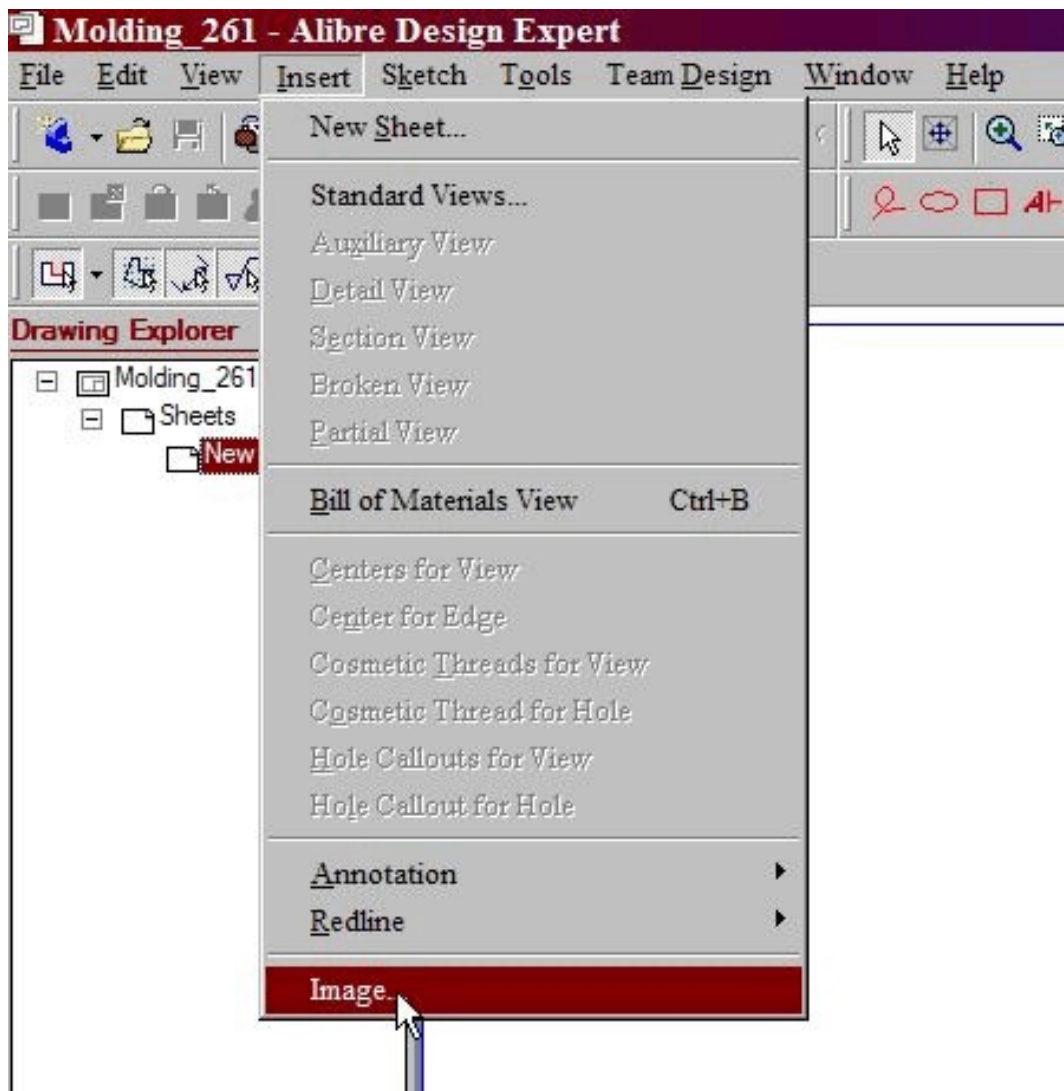 Molding_261 - Alibre Design Expert
File Edit View Insert Sketch Tools Team Design Window Help
New Sheet...
Standard Views...
Auxiliary View
Detail View
Section View
Broken View
Partial View
Bill of Materials View Ctrl+B
Centers for View
Center for Edge
Cosmetic Threads for View
Cosmetic Thread for Hole
Hole Callouts for View
Hole Callout for Hole
Annotation
Redline
Image...
Drawing Explorer
Molding_261
Sheets
New